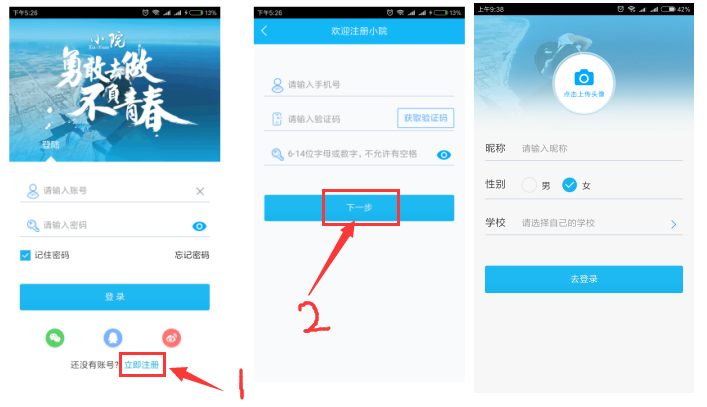 下午5:26
13%
小院
Xiao Yuan
勇敢去做
不負青春
登陆
请输入账号
请输入密码
记住密码
忘记密码
登录
还没有账号? 立即注册
1
下午5:26
13%
欢迎注册小院
请输入手机号
请输入验证码
获取验证码
6-14位字母或数字，不允许有空格
下一步
2
上午9:38
42%
点击上传头像
昵称 请输入昵称
性别 男 女
学校 请选择自己的学校
去登录